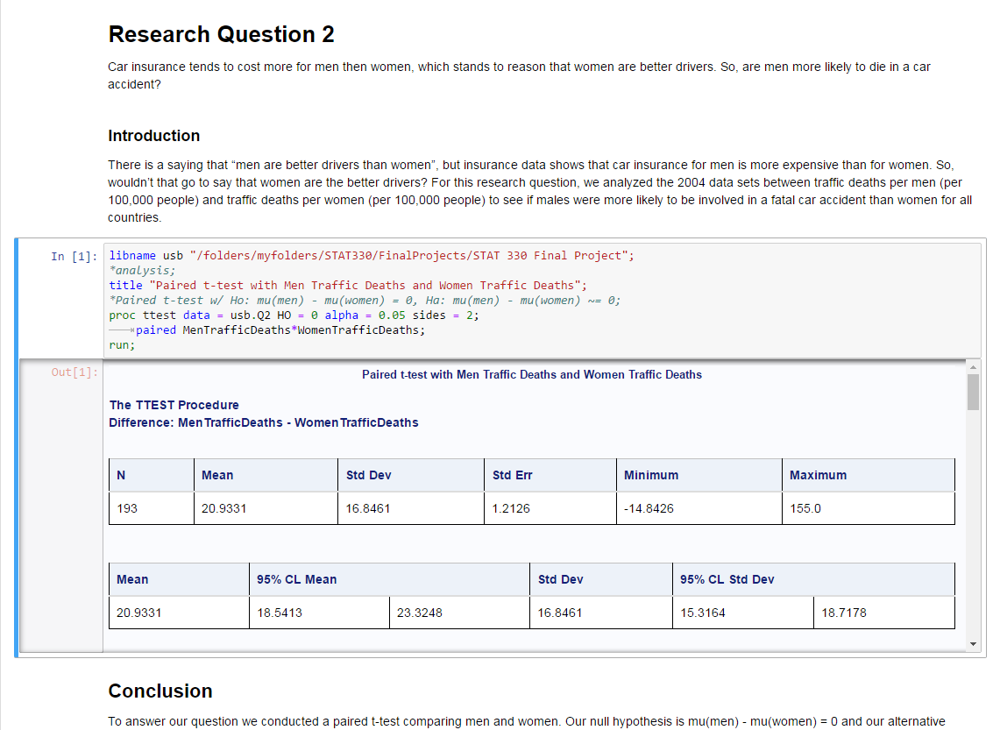 Research Question 2
Car insurance tends to cost more for men then women, which stands to reason that women are better drivers. So, are men more likely to die in a car
accident?
Introduction
There is a saying that “men are better drivers than women”, but insurance data shows that car insurance for men is more expensive than for women. So,
wouldn’t that go to say that women are the better drivers? For this research question, we analyzed the 2004 data sets between traffic deaths per men (per
100,000 people) and traffic deaths per women (per 100,000 people) to see if males were more likely to be involved in a fatal car accident than women for all
countries.
In [1]: libname usb "/folders/myfolders/STAT330/FinalProjects/STAT 330 Final Project";
*analysis;
title "Paired t-test with Men Traffic Deaths and Women Traffic Deaths";
*Paired t-test w/ Ho: mu(men) - mu(women) = 0, Ha: mu(men) - mu(women) ~= 0;
proc ttest data = usb.Q2 HO = 0 alpha = 0.05 sides = 2;
paired MenTrafficDeaths*WomenTrafficDeaths;
run;
Out[1]: Paired t-test with Men Traffic Deaths and Women Traffic Deaths
The TTEST Procedure
Difference: MenTrafficDeaths - WomenTrafficDeaths
N Mean Std Dev Std Err Minimum Maximum
193 20.9331 16.8461 1.2126 -14.8426 155.0
Mean 95% CL Mean Std Dev 95% CL Std Dev
20.9331 18.5413 23.3248 16.8461 15.3164 18.7178
Conclusion
To answer our question we conducted a paired t-test comparing men and women. Our null hypothesis is mu(men) - mu(women) = 0 and our alternative